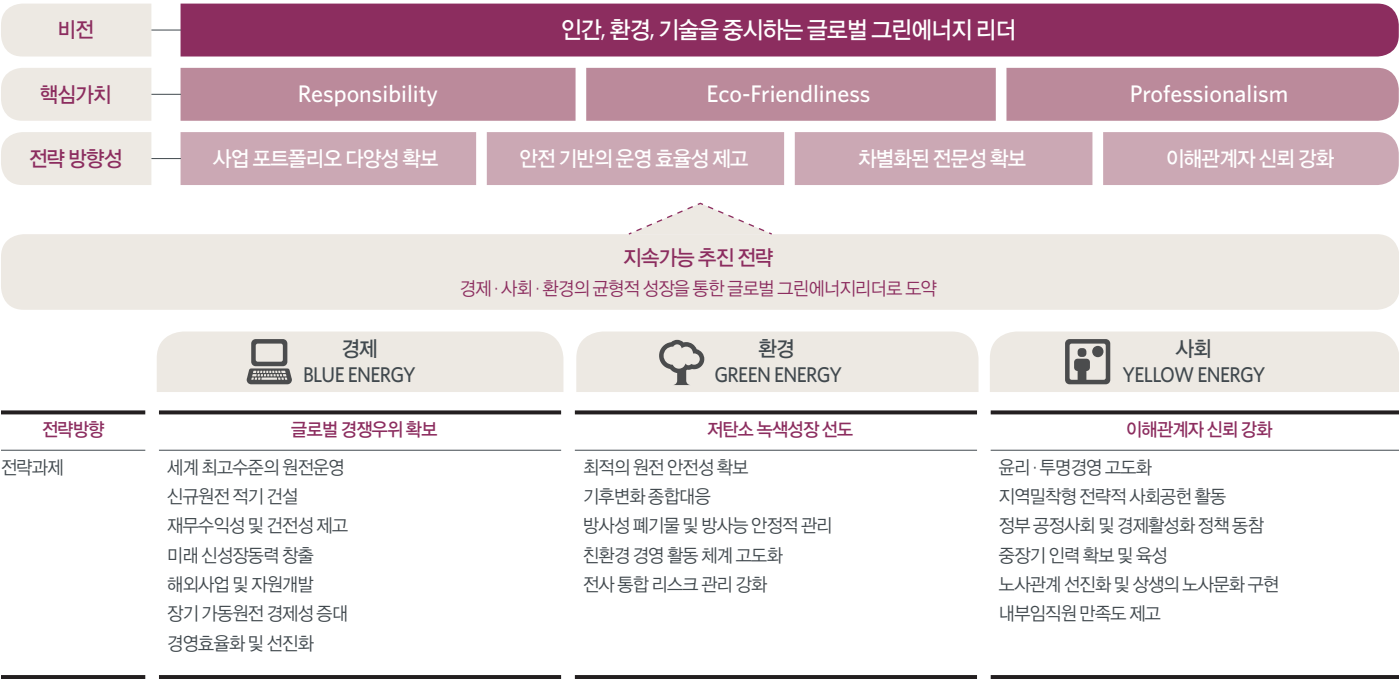 비전
인간, 환경, 기술을 중시하는 글로벌 그린에너지 리더
핵심가치
Responsibility
Eco-Friendliness
Professionalism
전략 방향성
사업 포트폴리오 다양성 확보
안전 기반의 운영 효율성 제고
차별화된 전문성 확보
이해관계자 신뢰 강화
지속가능 추진 전략
경제·사회·환경의 균형적 성장을 통한 글로벌 그린에너지리더로 도약
경제
BLUE ENERGY
환경
GREEN ENERGY
사회
YELLOW ENERGY
전략방향
글로벌 경쟁우위 확보
저탄소 녹색성장 선도
이해관계자 신뢰 강화
전략과제
세계 최고수준의 원전운영
신규원전 적기 건설
재무수익성 및 건전성 제고
미래 신성장동력 창출
해외사업 및 자원개발
장기 가동원전 경제성 증대
경영효율화 및 선진화
최적의 원전 안전성 확보
기후변화 종합대응
방사성 폐기물 및 방사능 안정적 관리
친환경 경영 활동 체계 고도화
전사 통합 리스크 관리 강화
윤리·투명경영 고도화
지역밀착형 전략적 사회공헌 활동
정부 공정사회 및 경제활성화 정책 동참
중장기 인력 확보 및 육성
노사관계 선진화 및 상생의 노사문화 구현
내부임직원 만족도 제고